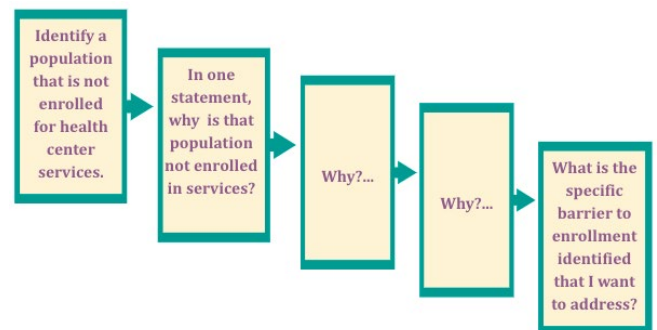 Identify a
population
that is not
enrolled
for health
center
services.
In one
statement,
why is that
population
not enrolled
in services?
Why?...
Why?...
What is the
specific
barrier to
enrollment
identified
that I want
to address?